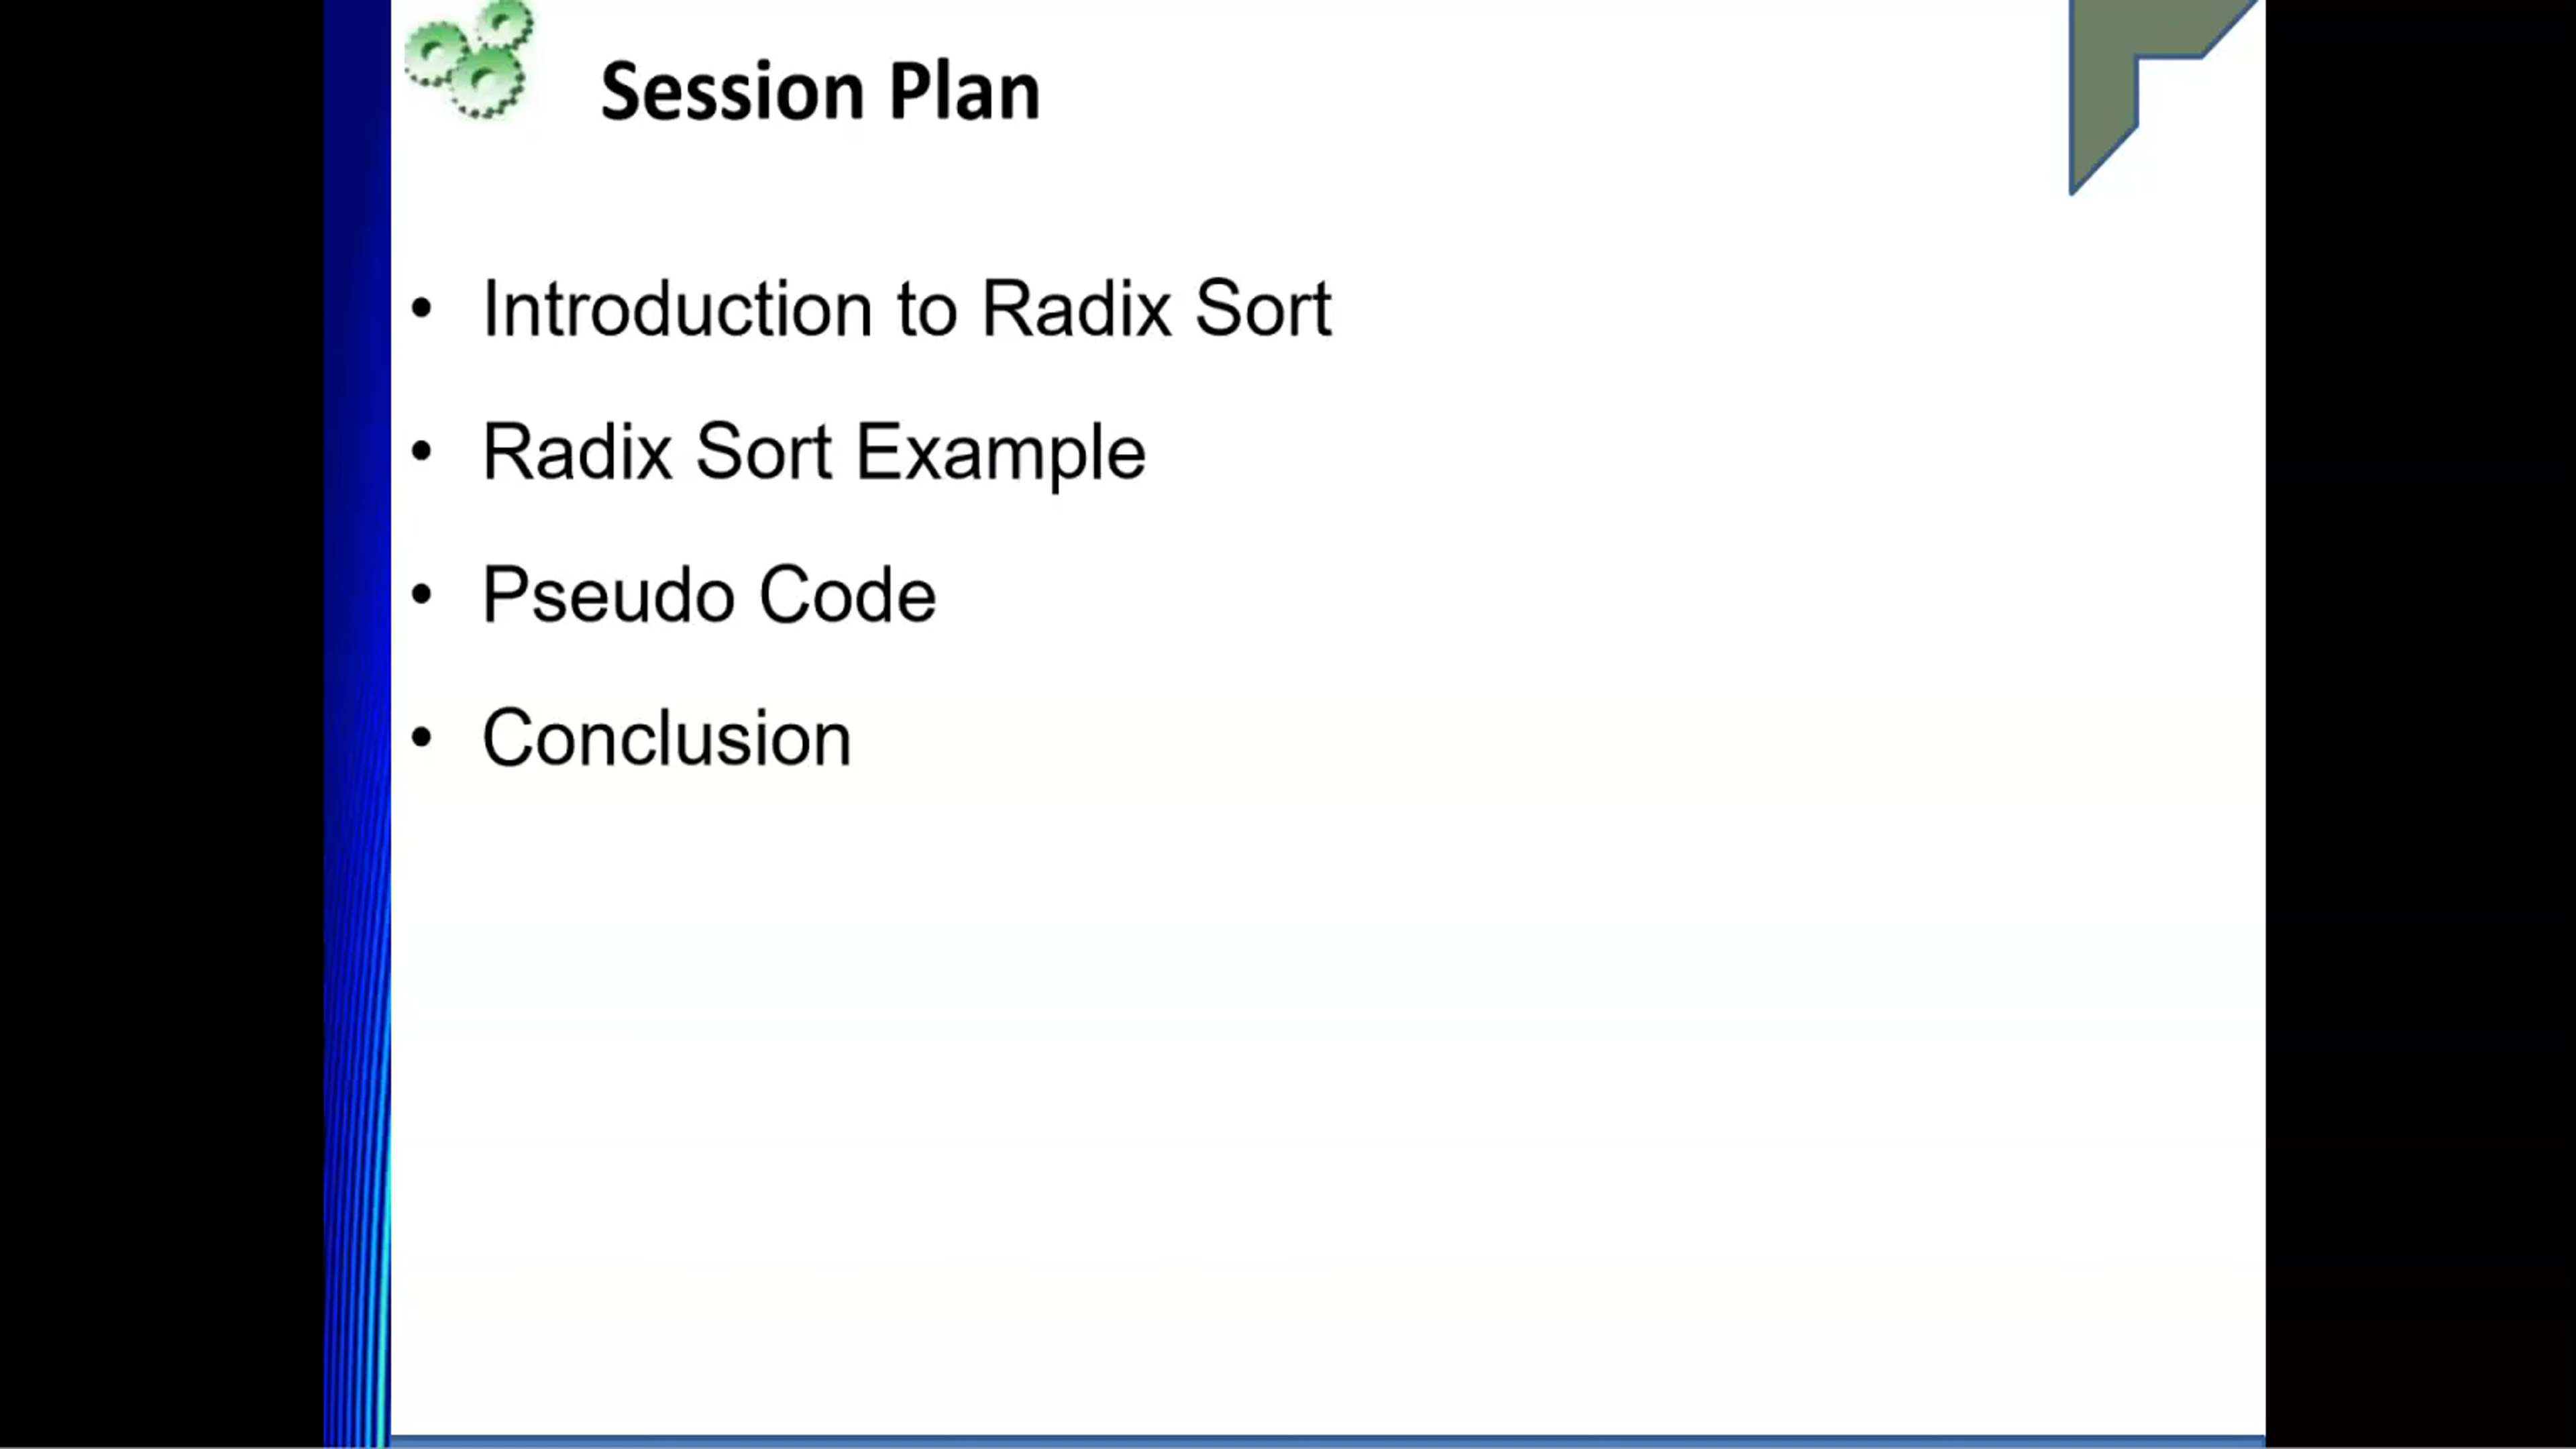 Session Plan
• Introduction to Radix Sort
• Radix Sort Example
• Pseudo Code
• Conclusion